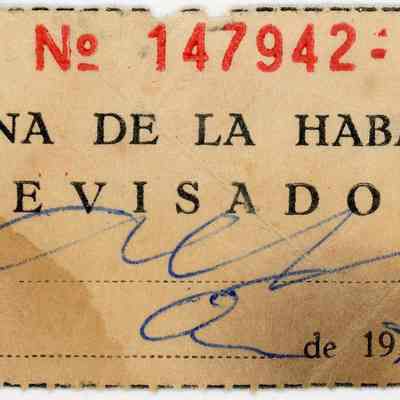 Nº 147942
NA DE LA HABA
EVISADO
de 19